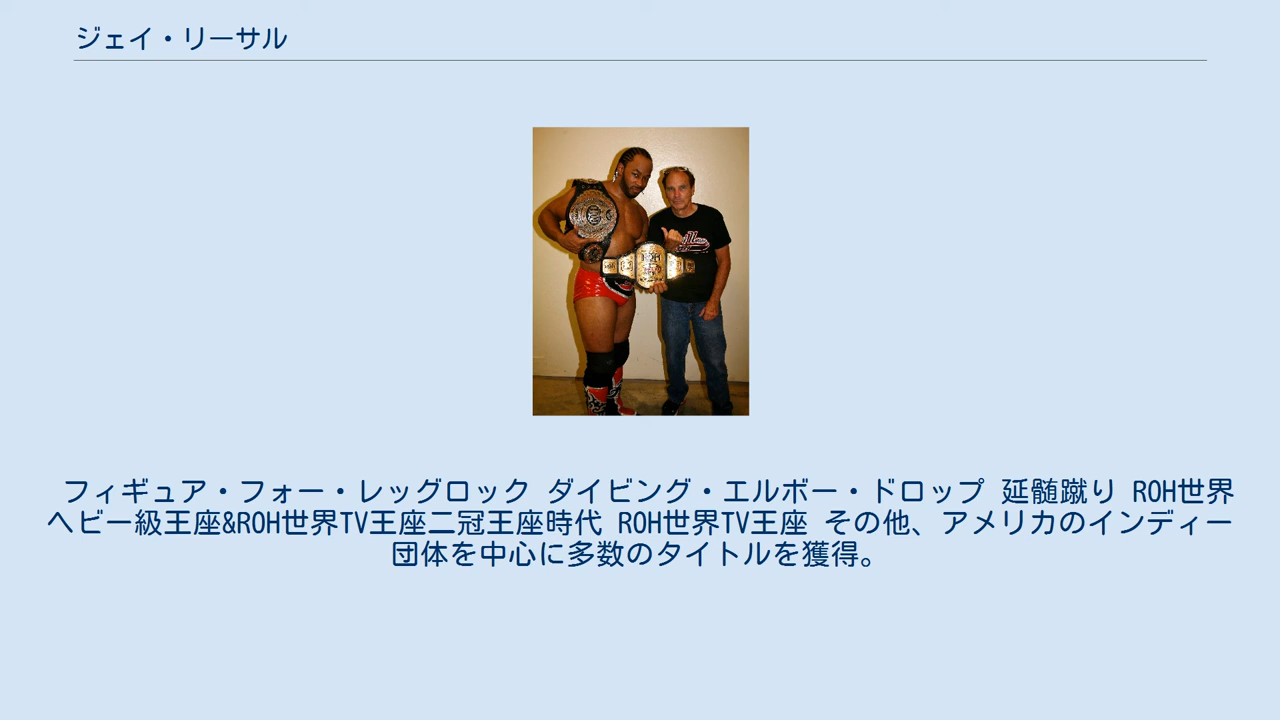 ジェイ・リーサル
フィギュア・フォー・レッグロック ダイビング・エルボー・ドロップ 延髄蹴り ROH世界
ヘビー級王座&ROH世界TV王座二冠王座時代 ROH世界TV王座 その他、アメリカのインディー
団体を中心に多数のタイトルを獲得。